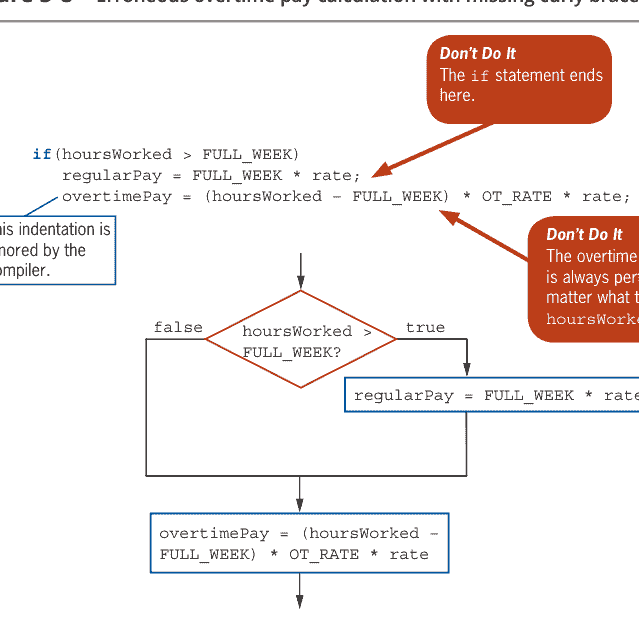 Erroneous overtime pay calculation with missing curly brace
Don't Do It
The if statement ends
here.
if(hoursWorked > FULL_WEEK)
regularPay = FULL_WEEK * rate;
overtimePay = (hoursWorked – FULL_WEEK) * OT_RATE * rate;
indentation is
by the
Don't Do It
The overtime
is always
matter what
false
hoursWorked >
FULL_WEEK?
true
regularPay = FULL_WEEK * rate
overtimePay = (hoursWorked –
FULL_WEEK) * OT_RATE * rate